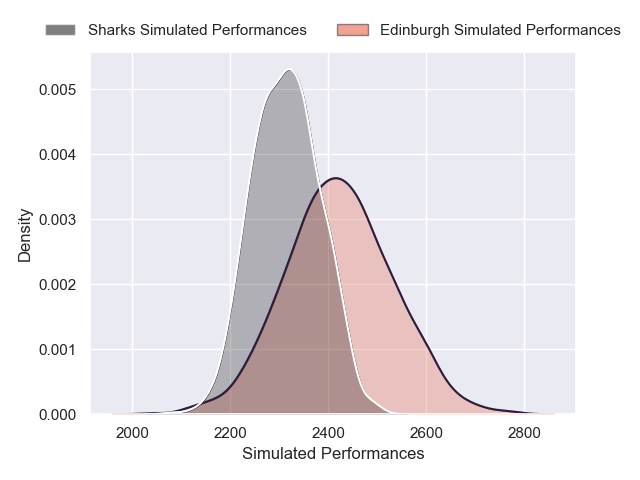 Sharks Simulated Performances Edinburgh Simulated Performances
0.005
0.004
0.003
0.002
0.001
0.000
Density
2000 2200 2400 2600 2800
Simulated Performances